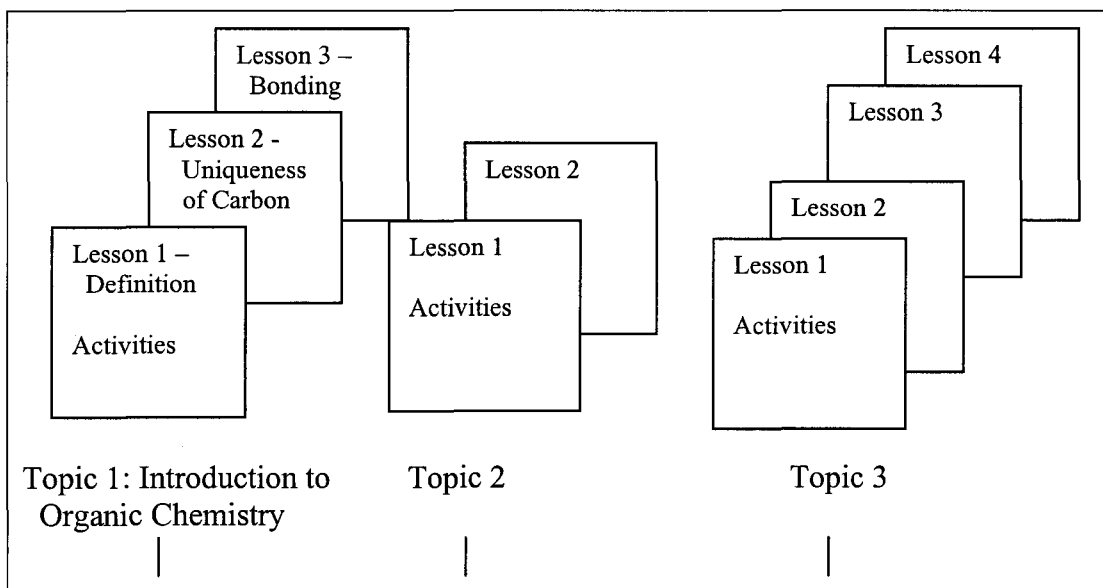 Lesson 3 –
Bonding
Lesson 2 -
Uniqueness
of Carbon
Lesson 1 –
Definition
Activities
Topic 1: Introduction to
Organic Chemistry
Lesson 2
Lesson 1
Activities
Topic 2
Lesson 4
Lesson 3
Lesson 2
Lesson 1
Activities
Topic 3